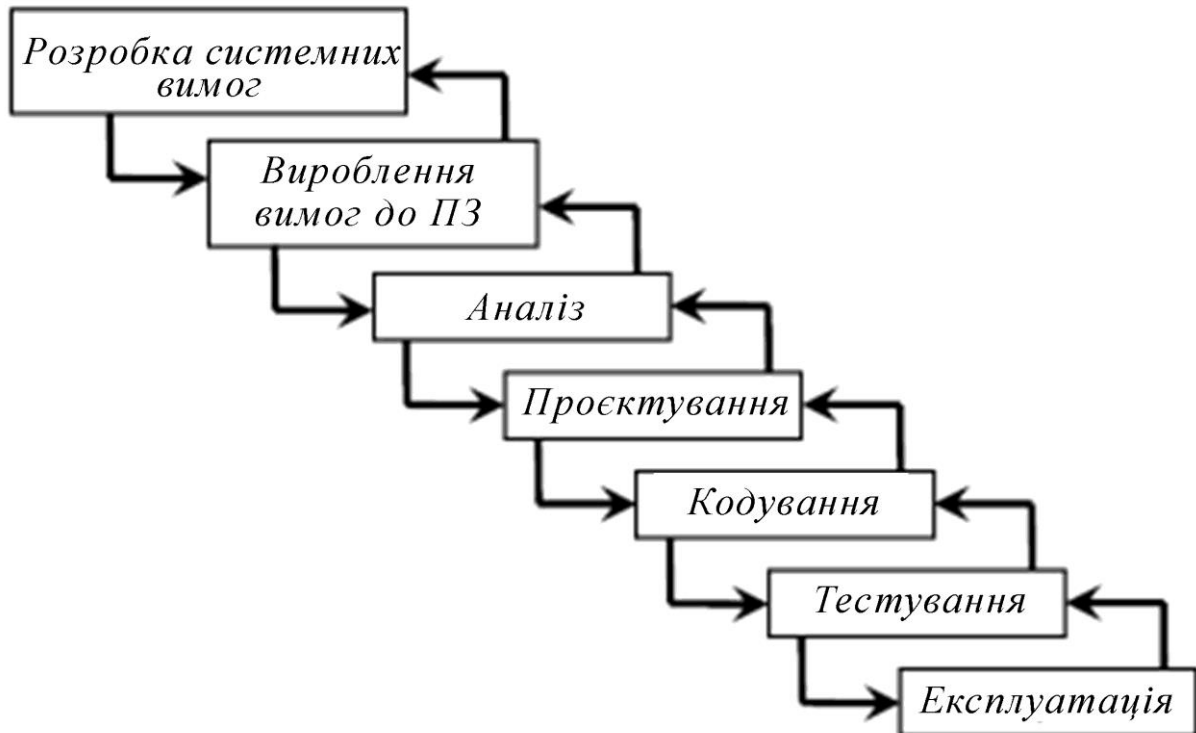 Розробка системних
вимог
Вироблення
вимог до ПЗ
Аналіз
Проєктування
Кодування
Тестування
Експлуатація